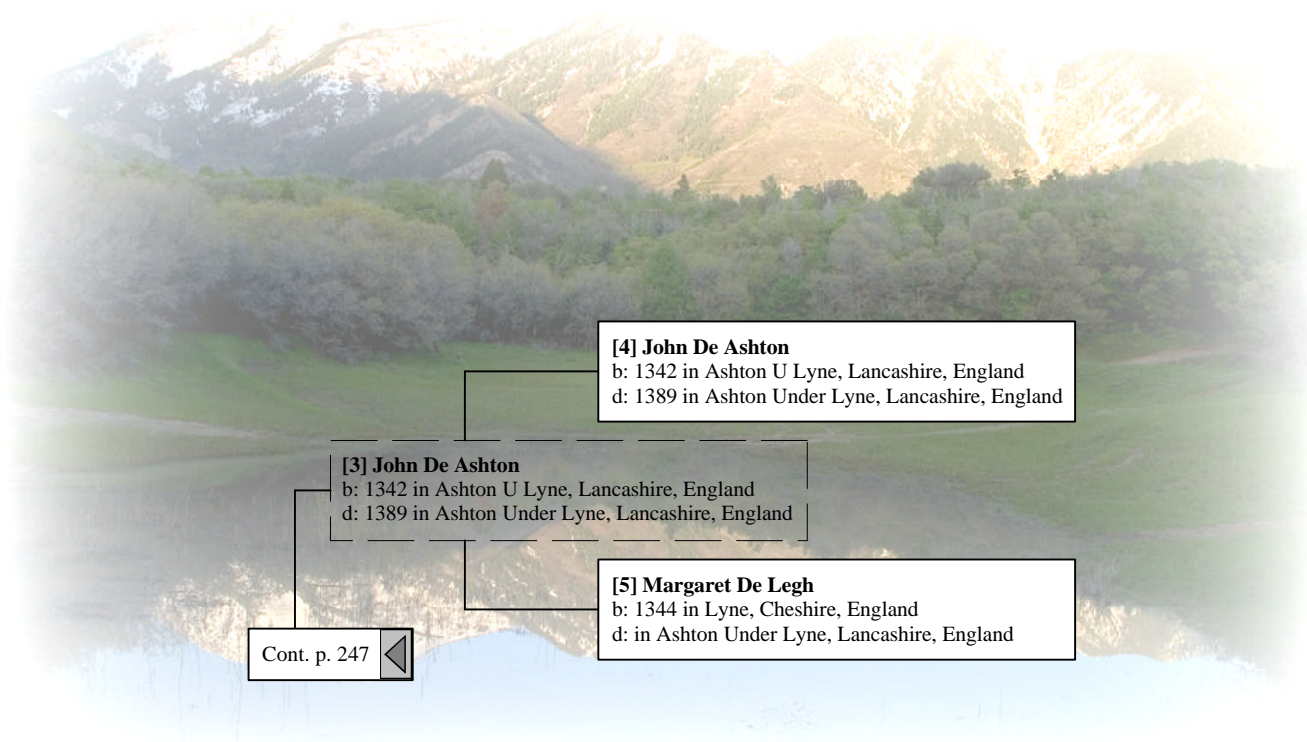 [4] John De Ashton
b: 1342 in Ashton U Lyne, Lancashire, England
d: 1389 in Ashton Under Lyne, Lancashire, England
[3] John De Ashton
b: 1342 in Ashton U Lyne, Lancashire, England
d: 1389 in Ashton Under Lyne, Lancashire, England
[5] Margaret De Legh
b: 1344 in Lyne, Cheshire, England
d: in Ashton Under Lyne, Lancashire, England
Cont. p. 247